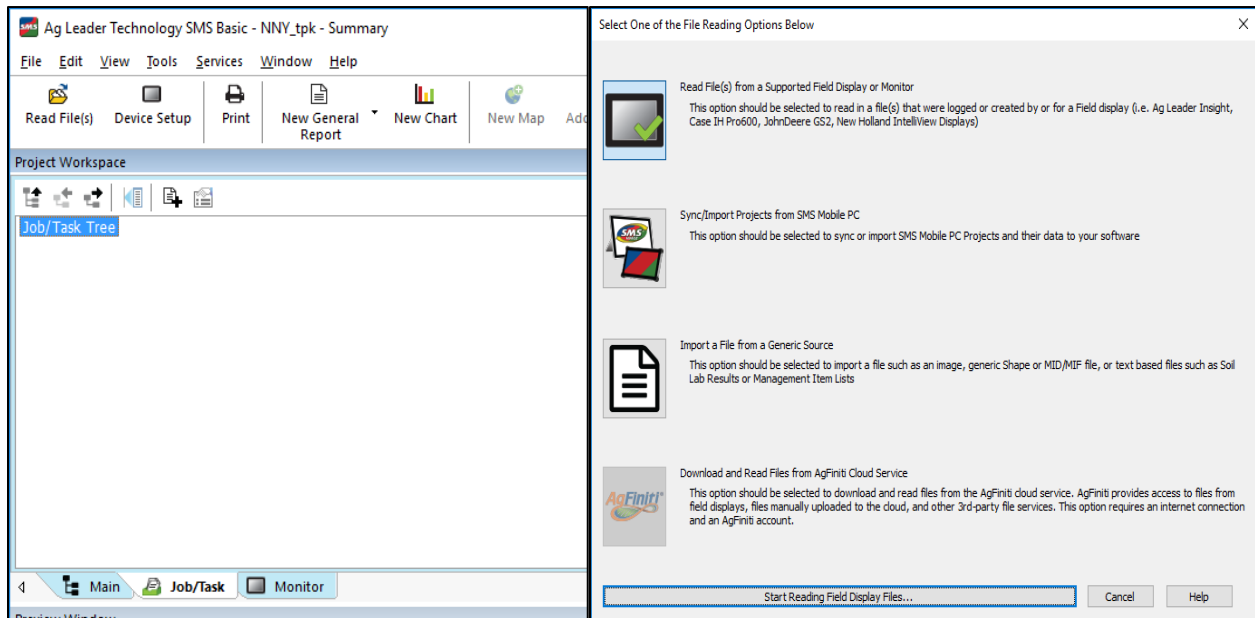 SMS Ag Leader Technology SMS Basic - NNY_tpk - Summary
File Edit View Tools Services Window Help
Read File(s) Device Setup Print New General Report New Chart New Map Add
Project Workspace
Job/Task Tree
Main Job/Task Monitor
Preview Window
Select One of the File Reading Options Below
Read File(s) from a Supported Field Display or Monitor
This option should be selected to read in a file(s) that were logged or created by or for a Field display (i.e. Ag Leader Insight,
Case IH Pro600, JohnDeere GS2, New Holland IntelliView Displays)
Sync/Import Projects from SMS Mobile PC
SMS
This option should be selected to sync or import SMS Mobile PC Projects and their data to your software
Import a File from a Generic Source
This option should be selected to import a file such as an image, generic Shape or MID/MIF file, or text based files such as Soil
Lab Results or Management Item Lists
Download and Read Files from AgFiniti Cloud Service
AgFiniti
This option should be selected to download and read files from the AgFiniti cloud service. AgFiniti provides access to files from
field displays, files manually uploaded to the cloud, and other 3rd-party file services. This option requires an internet connection
and an AgFiniti account.
Start Reading Field Display Files... Cancel Help